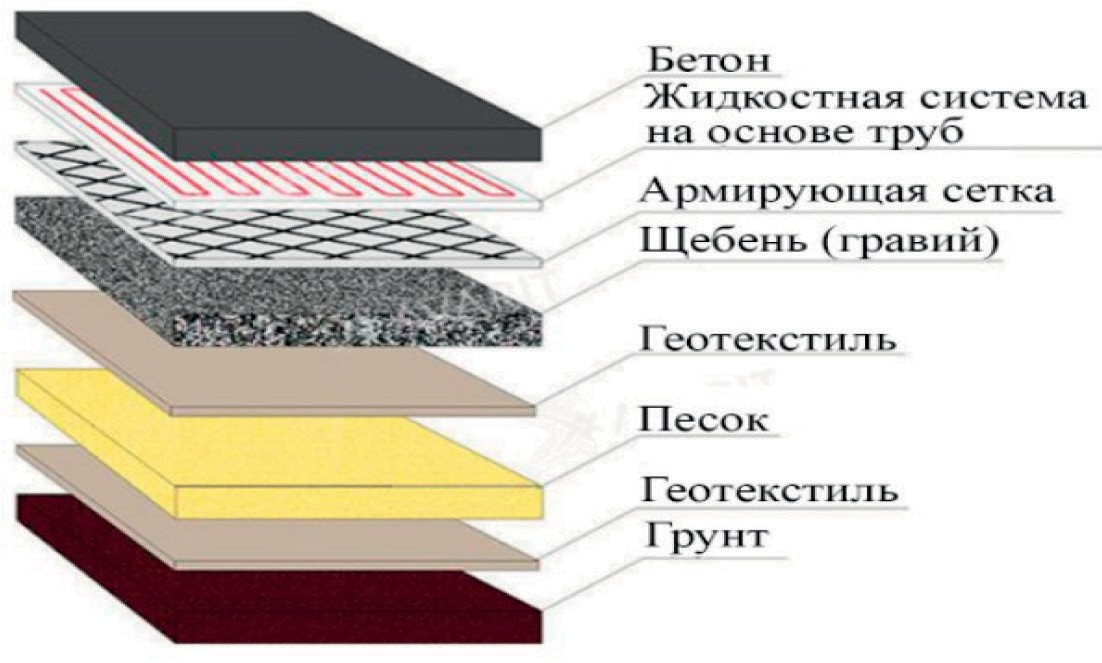 Бетон
Жидкостная система
на основе труб
Армирующая сетка
Щебень (гравий)
Геотекстиль
Песок
Геотекстиль
Грунт